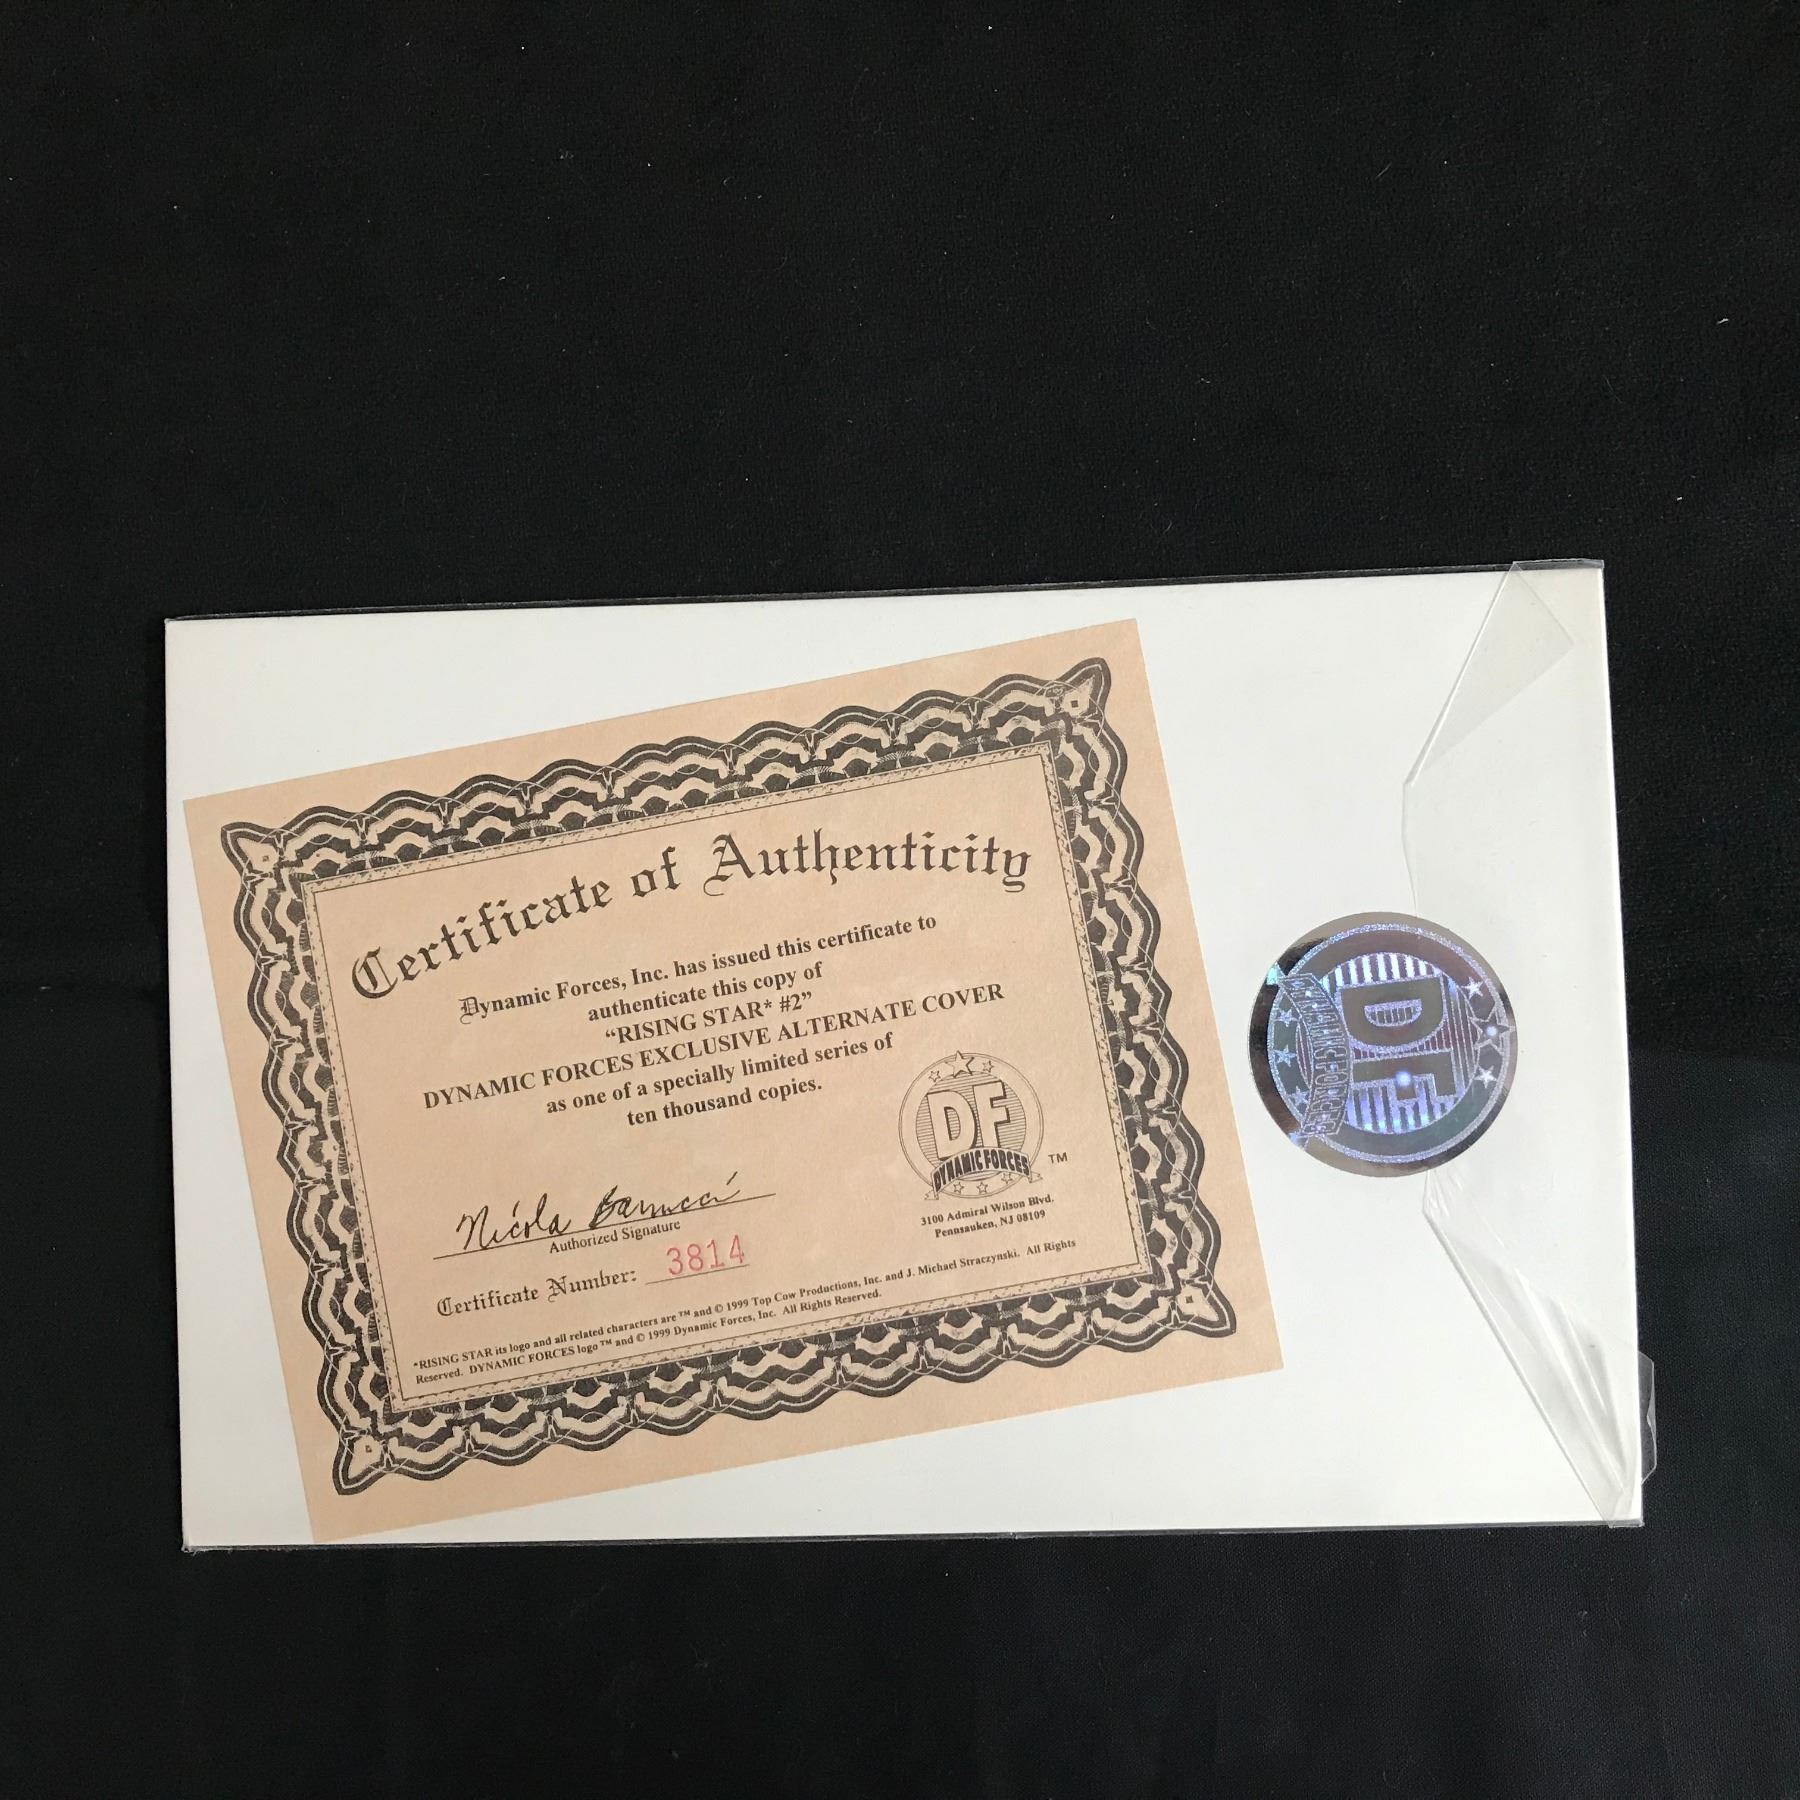 Certificate of Authenticity
Dynamic Forces, Inc. has issued this certificate to
authenticate this copy of
“RISING STAR* #2”
DYNAMIC FORCES EXCLUSIVE ALTERNATE COVER
as one of a specially limited series of
ten thousand copies.
DF
DYNAMIC FORCES
TM
3100 Admiral Wilson Blvd.
Pennsauken, NJ 08109
Nicola Barrucci
Authorized Signature
Certificate Number: 3814
*RISING STAR its logo and all related characters are ™ and © 1999 Top Cow Productions, Inc. and J. Michael Straczynski. All Rights
Reserved. DYNAMIC FORCES logo ™ and © 1999 Dynamic Forces, Inc. All Rights Reserved.
DF
DYNAMIC FORCES